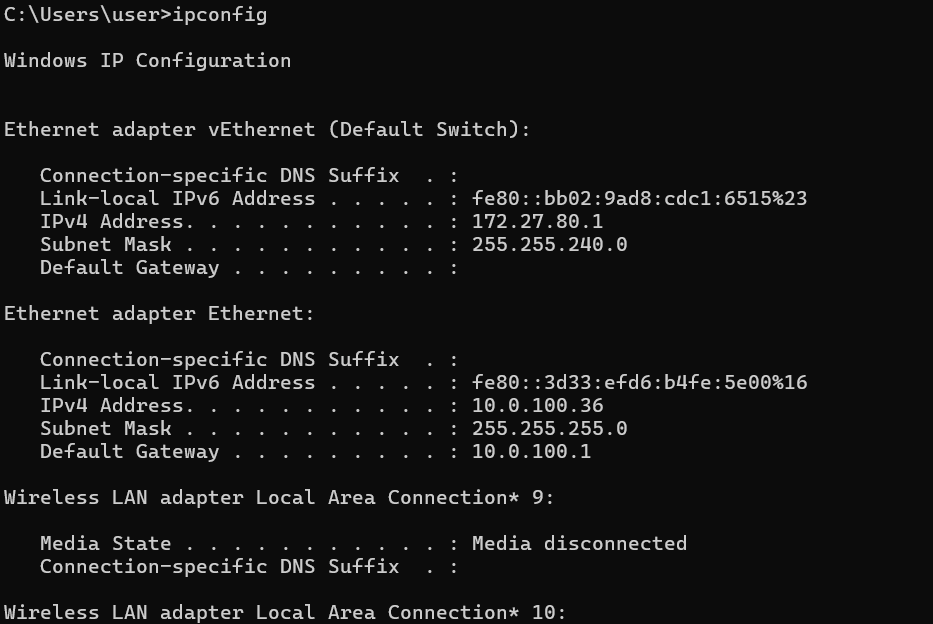 C:\Users\user>ipconfig
Windows IP Configuration
Ethernet adapter vEthernet (Default Switch):
   Connection-specific DNS Suffix  . :
   Link-local IPv6 Address . . . . . : fe80::bb02:9ad8:cdc1:6515%23
   IPv4 Address. . . . . . . . . . . : 172.27.80.1
   Subnet Mask . . . . . . . . . . . : 255.255.240.0
   Default Gateway . . . . . . . . . :
Ethernet adapter Ethernet:
   Connection-specific DNS Suffix  . :
   Link-local IPv6 Address . . . . . : fe80::3d33:efd6:b4fe:5e00%16
   IPv4 Address. . . . . . . . . . . : 10.0.100.36
   Subnet Mask . . . . . . . . . . . : 255.255.255.0
   Default Gateway . . . . . . . . . : 10.0.100.1
Wireless LAN adapter Local Area Connection* 9:
   Media State . . . . . . . . . . . : Media disconnected
   Connection-specific DNS Suffix  . :
Wireless LAN adapter Local Area Connection* 10: